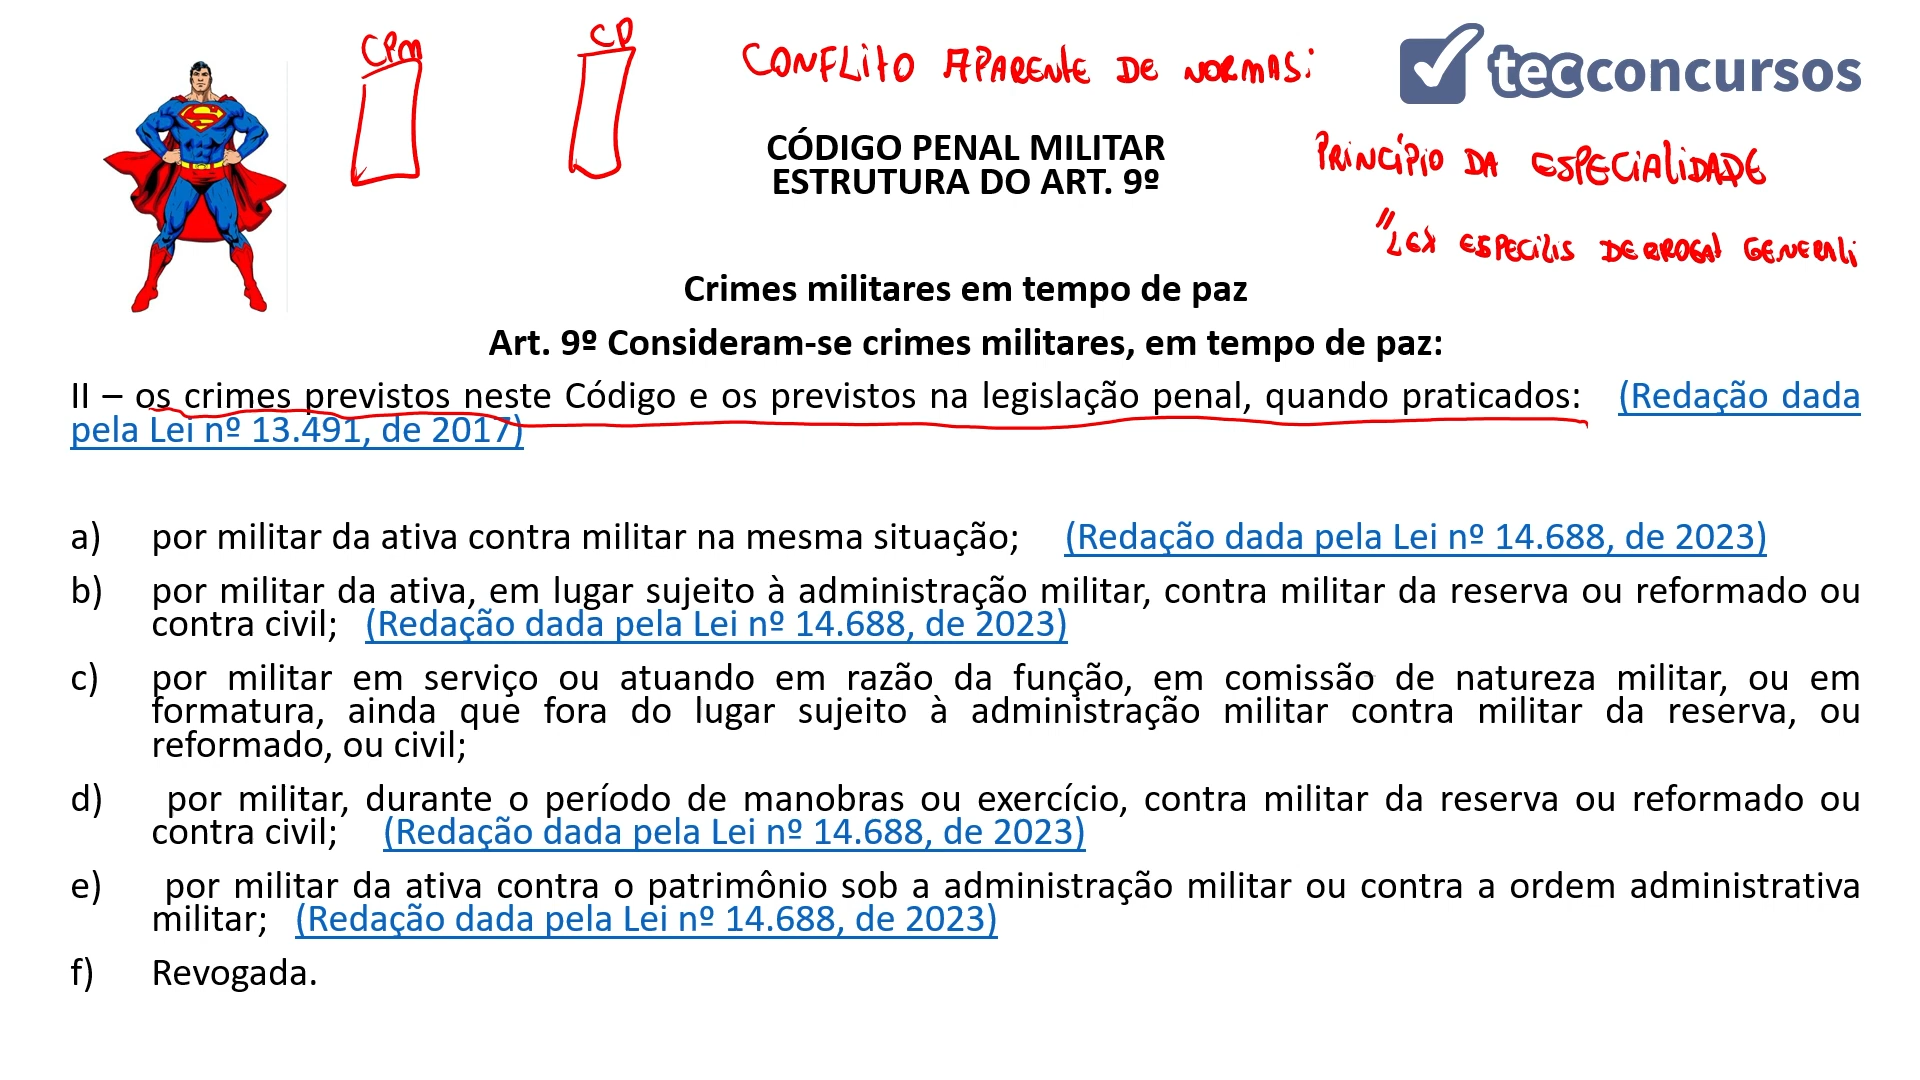 CPM
CP
CONFLITO APARENTE DE NORMAS:
tecconcursos
CÓDIGO PENAL MILITAR
ESTRUTURA DO ART. 9º
PRINCÍPIO DA ESPECIALIDADE
"LEX ESPECILIS DERROGAT GENERALI
Crimes militares em tempo de paz
Art. 9º Consideram-se crimes militares, em tempo de paz:
II – os crimes previstos neste Código e os previstos na legislação penal, quando praticados: (Redação dada
pela Lei nº 13.491, de 2017)
a) por militar da ativa contra militar na mesma situação; (Redação dada pela Lei nº 14.688, de 2023)
b) por militar da ativa, em lugar sujeito à administração militar, contra militar da reserva ou reformado ou
contra civil; (Redação dada pela Lei nº 14.688, de 2023)
c) por militar em serviço ou atuando em razão da função, em comissão de natureza militar, ou em
formatura, ainda que fora do lugar sujeito à administração militar contra militar da reserva, ou
reformado, ou civil;
d) por militar, durante o período de manobras ou exercício, contra militar da reserva ou reformado ou
contra civil; (Redação dada pela Lei nº 14.688, de 2023)
e) por militar da ativa contra o patrimônio sob a administração militar ou contra a ordem administrativa
militar; (Redação dada pela Lei nº 14.688, de 2023)
f) Revogada.